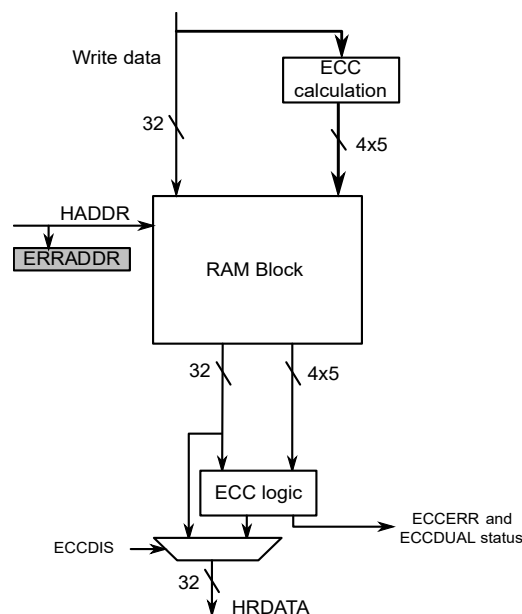 Write data
ECC
calculation
32
4x5
HADDR
ERRADDR
RAM Block
32
4x5
ECC logic
ECCERR and
ECCDUAL status
ECCDIS
32
HRDATA